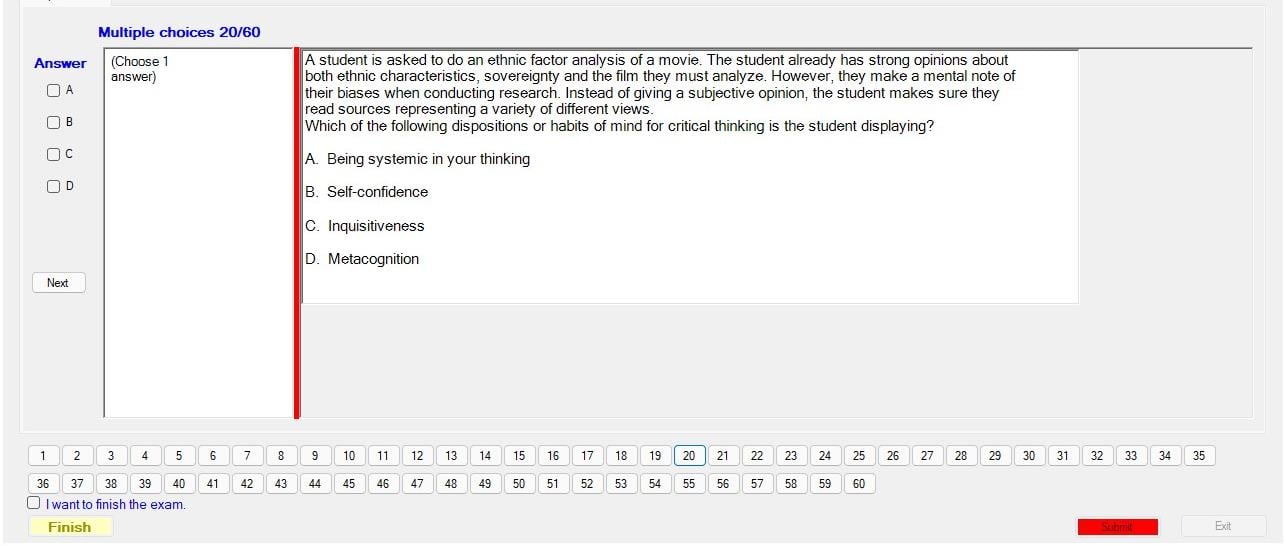 Multiple choices 20/60
Answer
(Choose 1
answer)
A
B
C
D
Next
A student is asked to do an ethnic factor analysis of a movie. The student already has strong opinions about
both ethnic characteristics, sovereignty and the film they must analyze. However, they make a mental note of
their biases when conducting research. Instead of giving a subjective opinion, the student makes sure they
read sources representing a variety of different views.
Which of the following dispositions or habits of mind for critical thinking is the student displaying?
A. Being systemic in your thinking
B. Self-confidence
C. Inquisitiveness
D. Metacognition
1 2 3 4 5 6 7 8 9 10 11 12 13 14 15 16 17 18 19 20 21 22 23 24 25 26 27 28 29 30 31 32 33 34 35
36 37 38 39 40 41 42 43 44 45 46 47 48 49 50 51 52 53 54 55 56 57 58 59 60
I want to finish the exam.
Finish
Submit
Exit